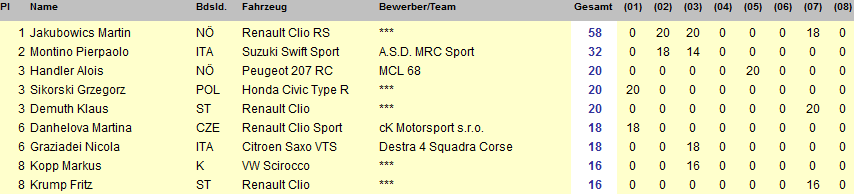 Pl Name Bdsld. Fahrzeug Bewerber/Team Gesamt (01) (02) (03) (04) (05) (06) (07) (08)
1 Jakubowics Martin NÖ Renault Clio RS *** 58 0 20 20 0 0 0 18 0
2 Montino Pierpaolo ITA Suzuki Swift Sport A.S.D. MRC Sport 32 0 18 14 0 0 0 0 0
3 Handler Alois NÖ Peugeot 207 RC MCL 68 20 0 0 0 0 20 0 0 0
3 Sikorski Grzegorz POL Honda Civic Type R *** 20 20 0 0 0 0 0 0 0
3 Demuth Klaus ST Renault Clio *** 20 0 0 0 0 0 0 20 0
6 Danhelova Martina CZE Renault Clio Sport cK Motorsport s.r.o. 18 18 0 0 0 0 0 0 0
6 Graziadei Nicola ITA Citroen Saxo VTS Destra 4 Squadra Corse 18 0 0 18 0 0 0 0 0
8 Kopp Markus K VW Scirocco *** 16 0 0 16 0 0 0 0 0
8 Krump Fritz ST Renault Clio *** 16 0 0 0 0 0 0 16 0